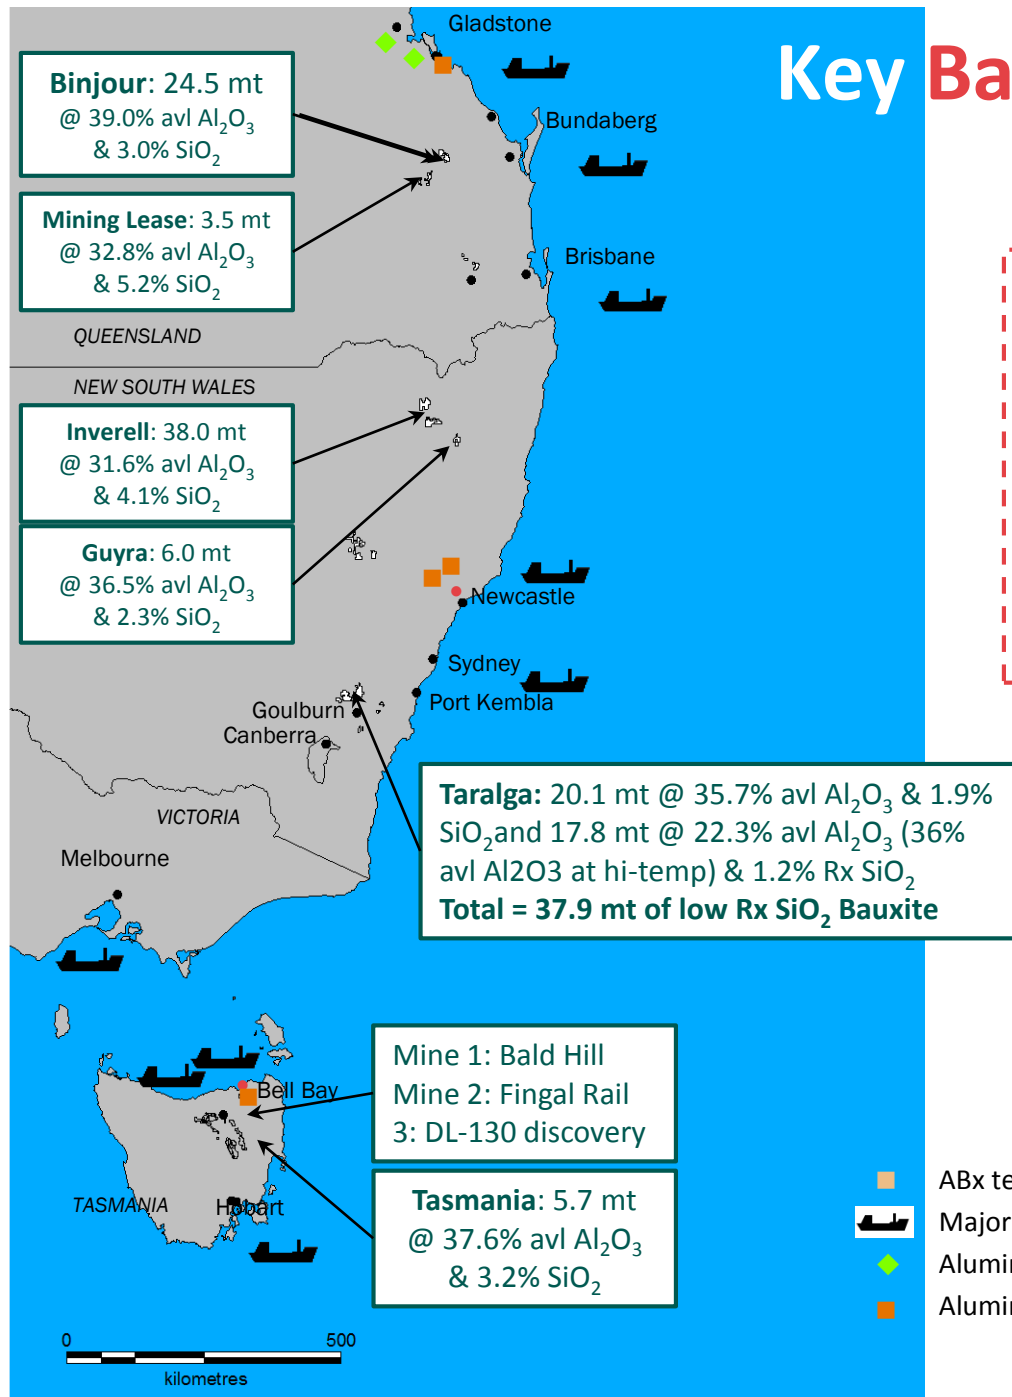 Key Ba
Gladstone
Binjour: 24.5 mt
@ 39.0% avl Al₂O₃
& 3.0% SiO₂
Bundaberg
Mining Lease: 3.5 mt
@ 32.8% avl Al₂O₃
& 5.2% SiO₂
Brisbane
QUEENSLAND
NEW SOUTH WALES
Inverell: 38.0 mt
@ 31.6% avl Al₂O₃
& 4.1% SiO₂
Guyra: 6.0 mt
@ 36.5% avl Al₂O₃
& 2.3% SiO₂
Newcastle
Sydney
Port Kembla
Goulburn
Canberra
Taralga: 20.1 mt @ 35.7% avl Al₂O₃ & 1.9%
SiO₂and 17.8 mt @ 22.3% avl Al₂O₃ (36%
avl Al2O3 at hi-temp) & 1.2% Rx SiO₂
Total = 37.9 mt of low Rx SiO₂ Bauxite
VICTORIA
Melbourne
Mine 1: Bald Hill
Mine 2: Fingal Rail
3: DL-130 discovery
Bell Bay
TASMANIA
Hobart
Tasmania: 5.7 mt
@ 37.6% avl Al₂O₃
& 3.2% SiO₂
ABx te
Major
Alumin
Alumin
0 500
kilometres